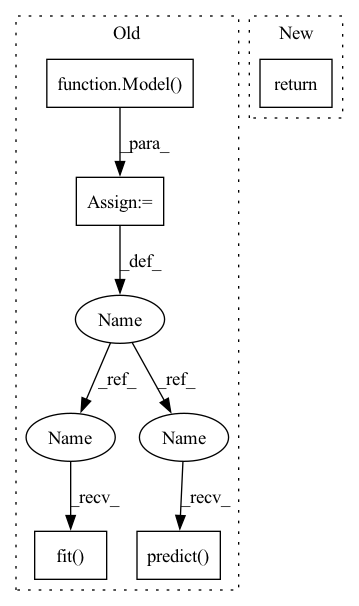 Old
New
function.Model()
return
_para_
Assign:=
_def_
Name
_ref_
_ref_
Name
Name
_recv_
_recv_
fit()
predict()